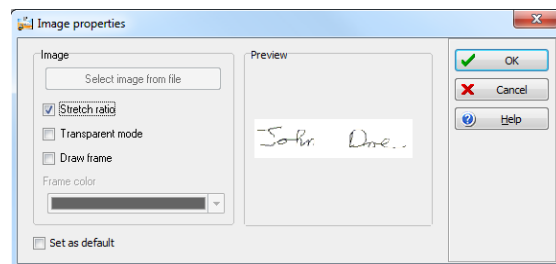 Image properties
Image
Select image from file
Stretch ratio
Transparent mode
Draw frame
Frame color
Set as default
Preview
John Doe..
OK
Cancel
Help